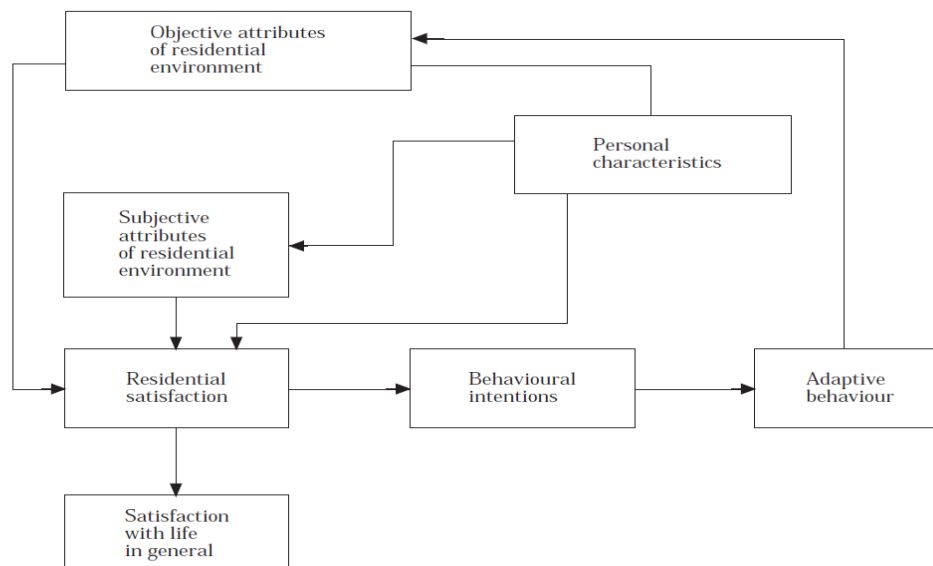 Objective attributes
of residential
environment
Personal
characteristics
Subjective
attributes
of residential
environment
Residential
satisfaction
Behavioural
intentions
Adaptive
behaviour
Satisfaction
with life
in general